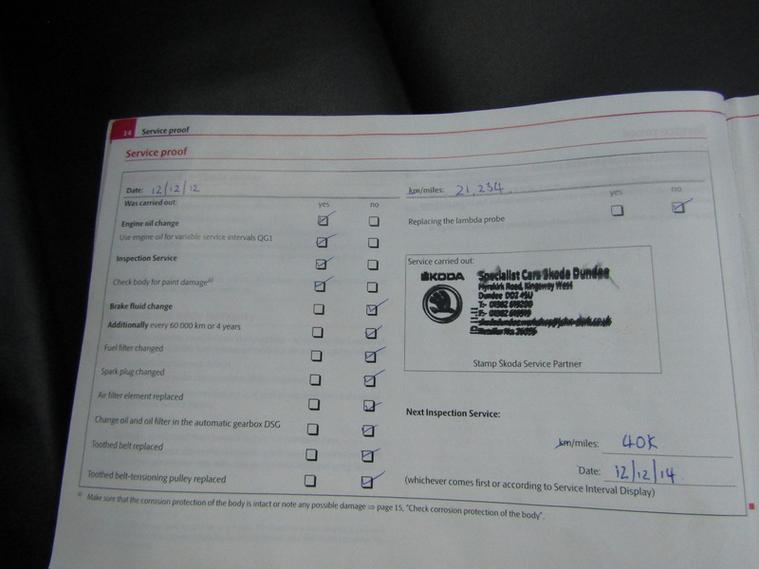 14 Service proof
Service proof
Date: 12/12/12
km/miles: 21,234
Was carried out: yes no
yes no
Engine oil change
Replacing the lambda probe
Use engine oil for variable service intervals QG1
Inspection Service
Check body for paint damage a)
Brake fluid change
Additionally every 60 000 km or 4 years
Fuel filter changed
Spark plug changed
Air filter element replaced
Change oil and oil filter in the automatic gearbox DSG
Toothed belt replaced
Toothed belt-tensioning pulley replaced
Service carried out:
ŠKODA
Specialist Cars Skoda Dundee
Myrekirk Road, Kingsway West
Dundee DD2 4SU
Stamp Skoda Service Partner
Next Inspection Service:
km/miles: 40K
Date: 12/12/14
(whichever comes first or according to Service Interval Display)
a) Make sure that the corrosion protection of the body is intact or note any possible damage ⇒ page 15, "Check corrosion protection of the body".